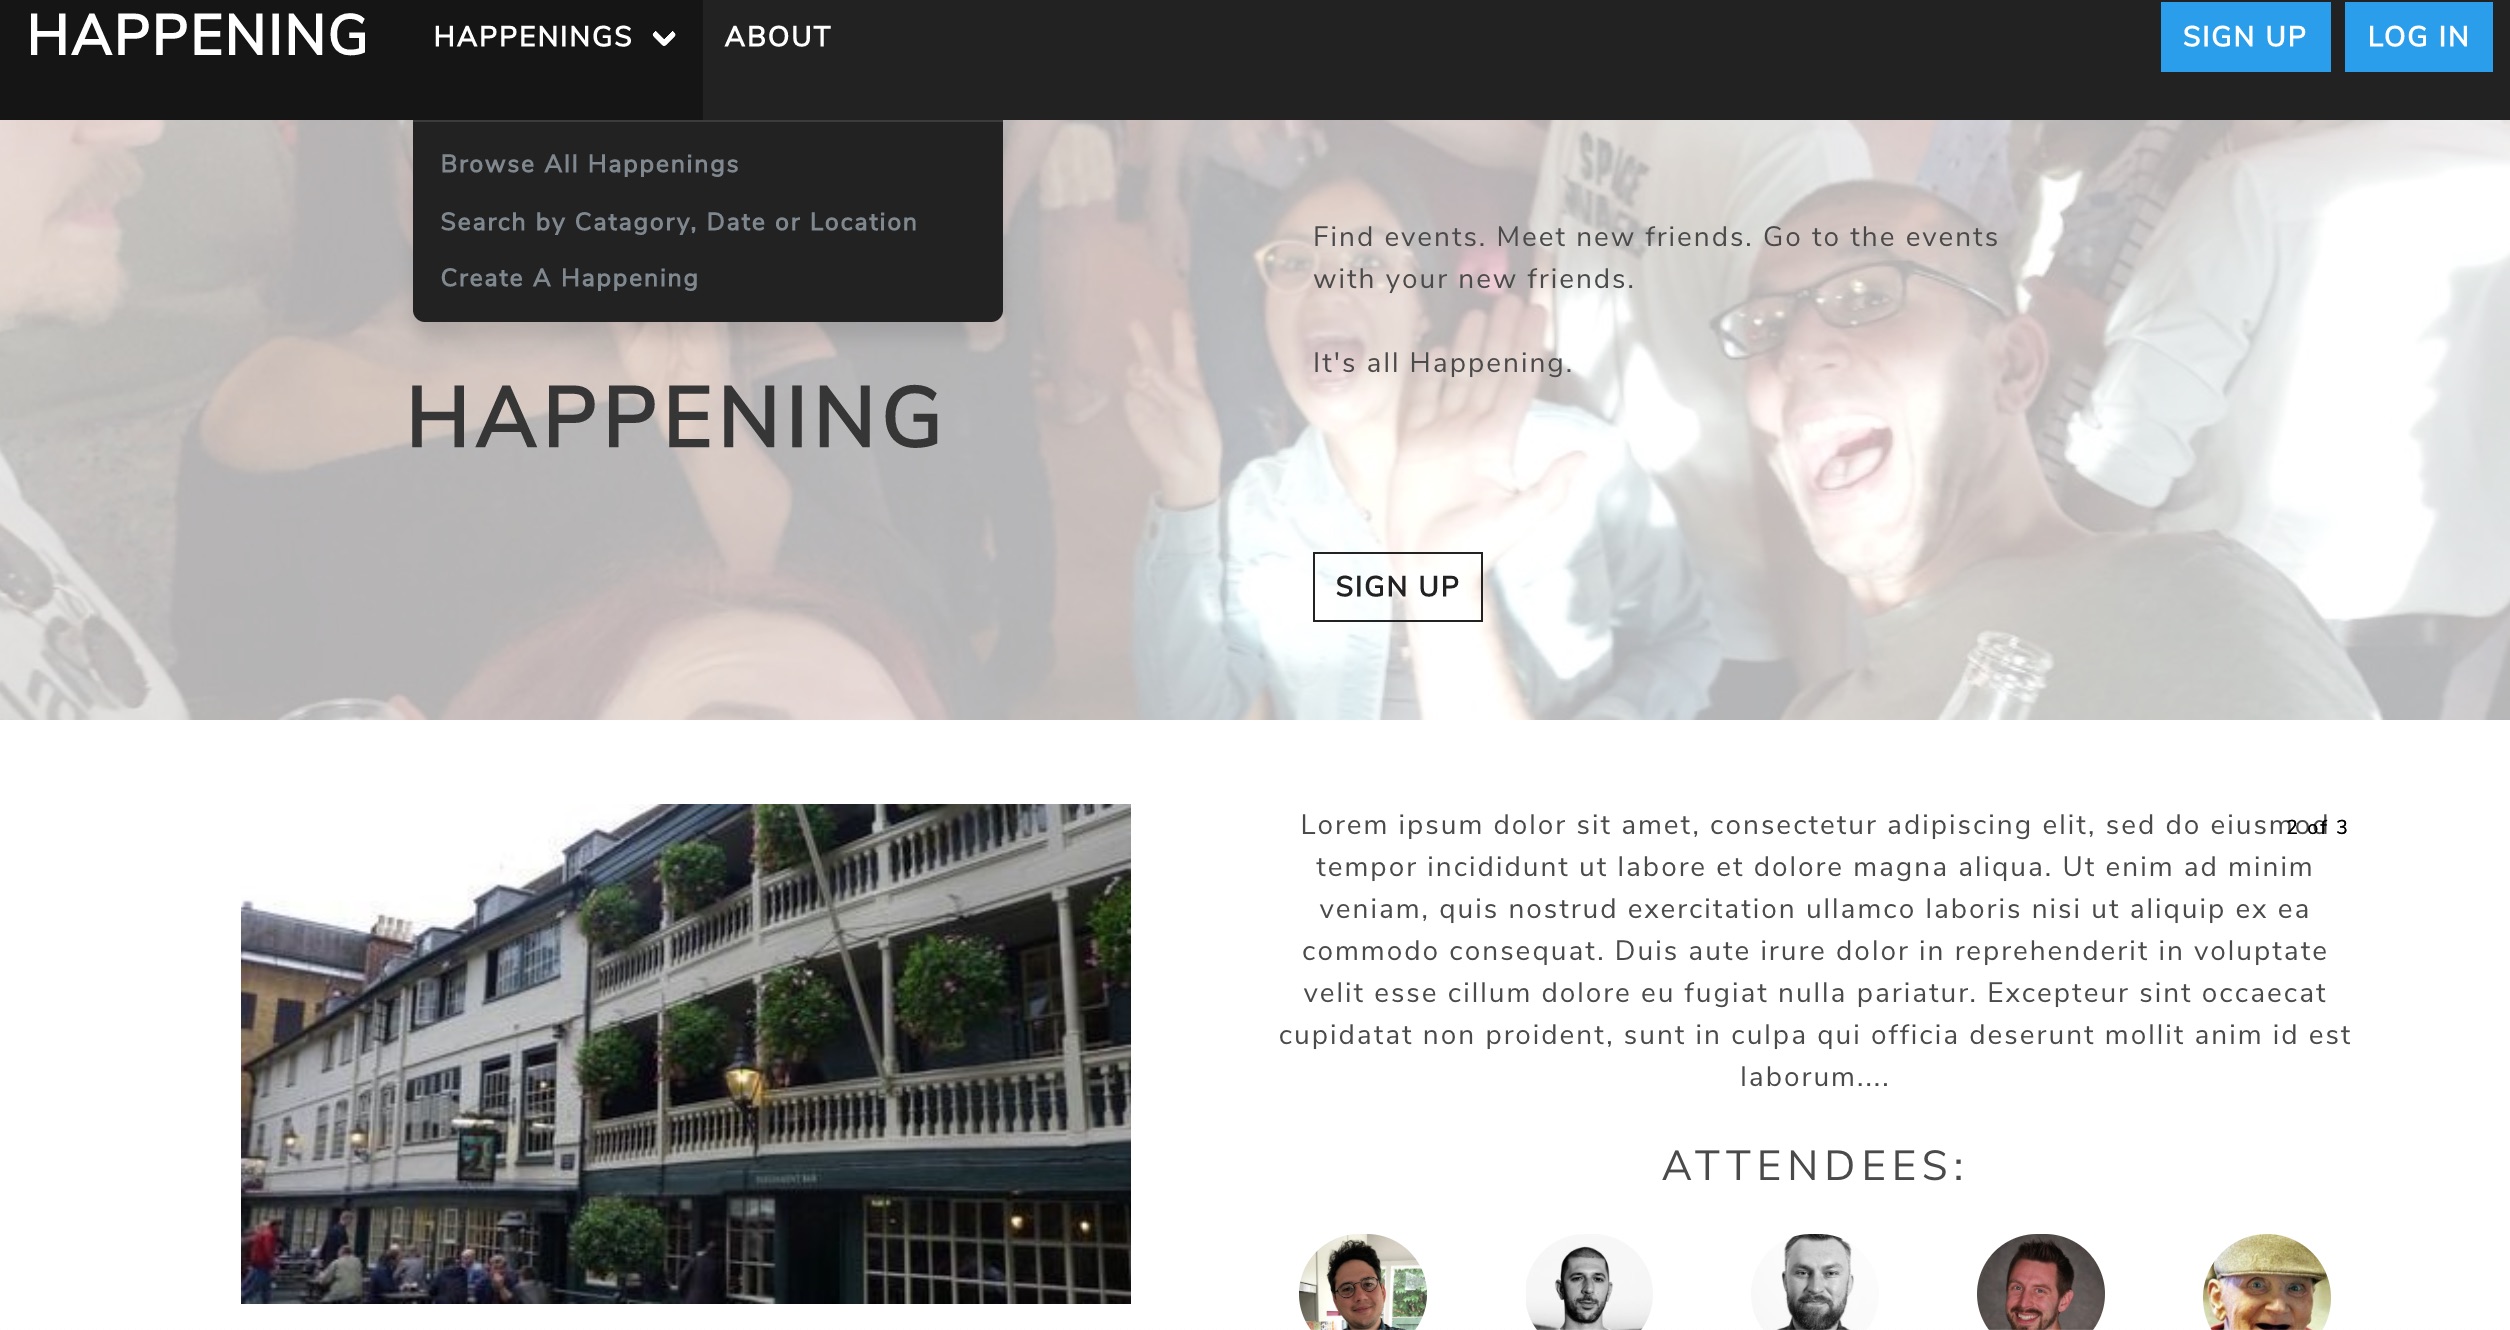 HAPPENING
HAPPENINGS
ABOUT
SIGN UP
LOG IN
Browse All Happenings
Search by Catagory, Date or Location
Create A Happening
SPICE
Find events. Meet new friends. Go to the events
with your new friends.
It's all Happening.
HAPPENING
SIGN UP
Lorem ipsum dolor sit amet, consectetur adipiscing elit, sed do eiusmod
2 of 3
tempor incididunt ut labore et dolore magna aliqua. Ut enim ad minim
veniam, quis nostrud exercitation ullamco laboris nisi ut aliquip ex ea
commodo consequat. Duis aute irure dolor in reprehenderit in voluptate
velit esse cillum dolore eu fugiat nulla pariatur. Excepteur sint occaecat
cupidatat non proident, sunt in culpa qui officia deserunt mollit anim id est
laborum....
ATTENDEES: